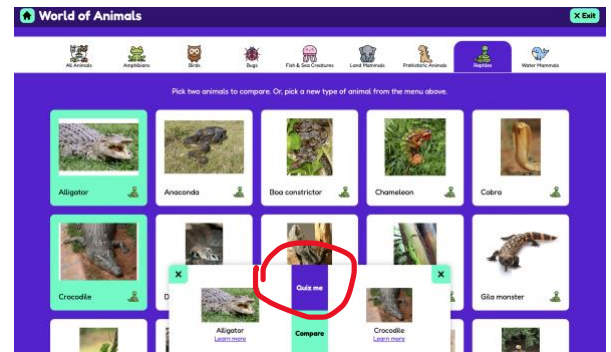 World of Animals
X Exit
All Animals Amphibians Birds Bugs Fish & Sea Creatures Land Mammals Prehistoric Animals Reptiles Water Mammals
Pick two animals to compare. Or, pick a new type of animal from the menu above.
Alligator Anaconda Boa constrictor Chameleon Cobra
Crocodile D Gila monster
X X
Quiz me
Alligator Crocodile
Learn more Compare Learn more